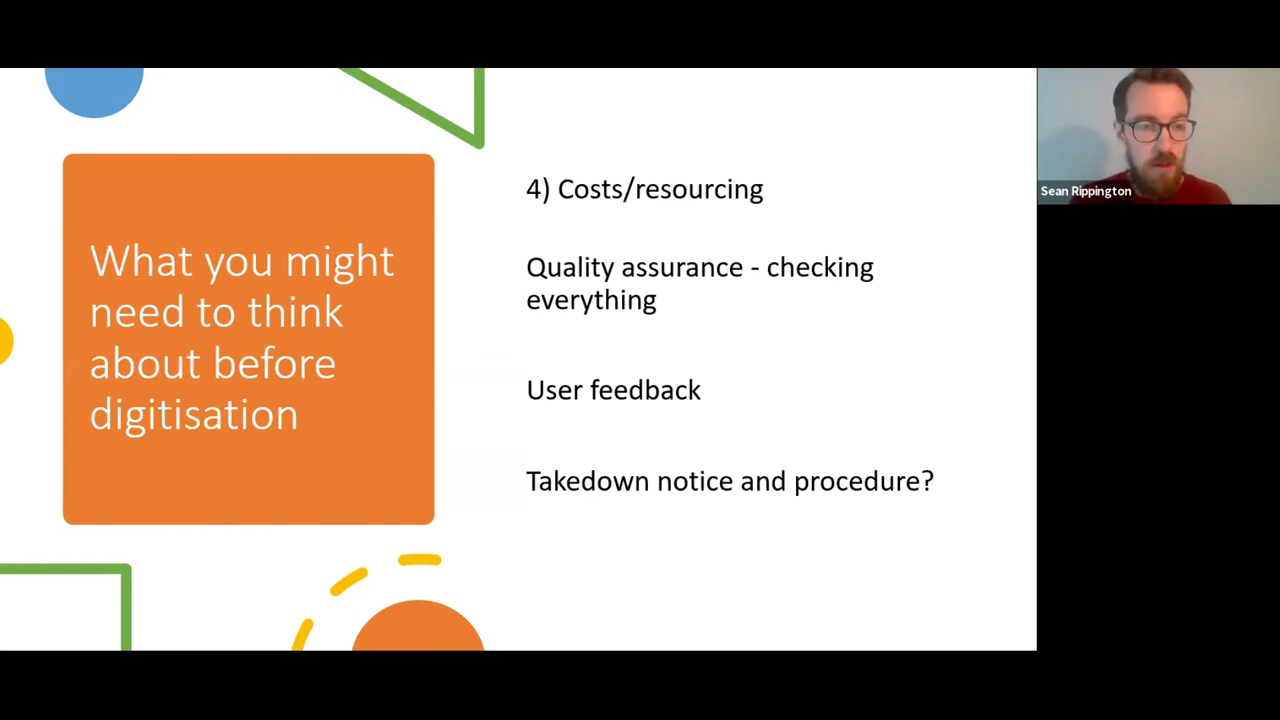 What you might
need to think
about before
digitisation
4) Costs/resourcing
Quality assurance - checking
everything
User feedback
Takedown notice and procedure?
Sean Rippington